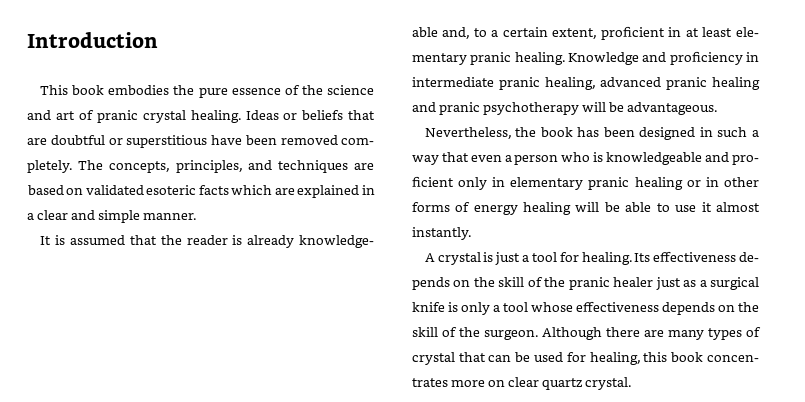 Introduction
This book embodies the pure essence of the science
and art of pranic crystal healing. Ideas or beliefs that
are doubtful or superstitious have been removed com-
pletely. The concepts, principles, and techniques are
based on validated esoteric facts which are explained in
a clear and simple manner.
It is assumed that the reader is already knowledge-
able and, to a certain extent, proficient in at least ele-
mentary pranic healing. Knowledge and proficiency in
intermediate pranic healing, advanced pranic healing
and pranic psychotherapy will be advantageous.
Nevertheless, the book has been designed in such a
way that even a person who is knowledgeable and pro-
ficient only in elementary pranic healing or in other
forms of energy healing will be able to use it almost
instantly.
A crystal is just a tool for healing. Its effectiveness de-
pends on the skill of the pranic healer just as a surgical
knife is only a tool whose effectiveness depends on the
skill of the surgeon. Although there are many types of
crystal that can be used for healing, this book concen-
trates more on clear quartz crystal.